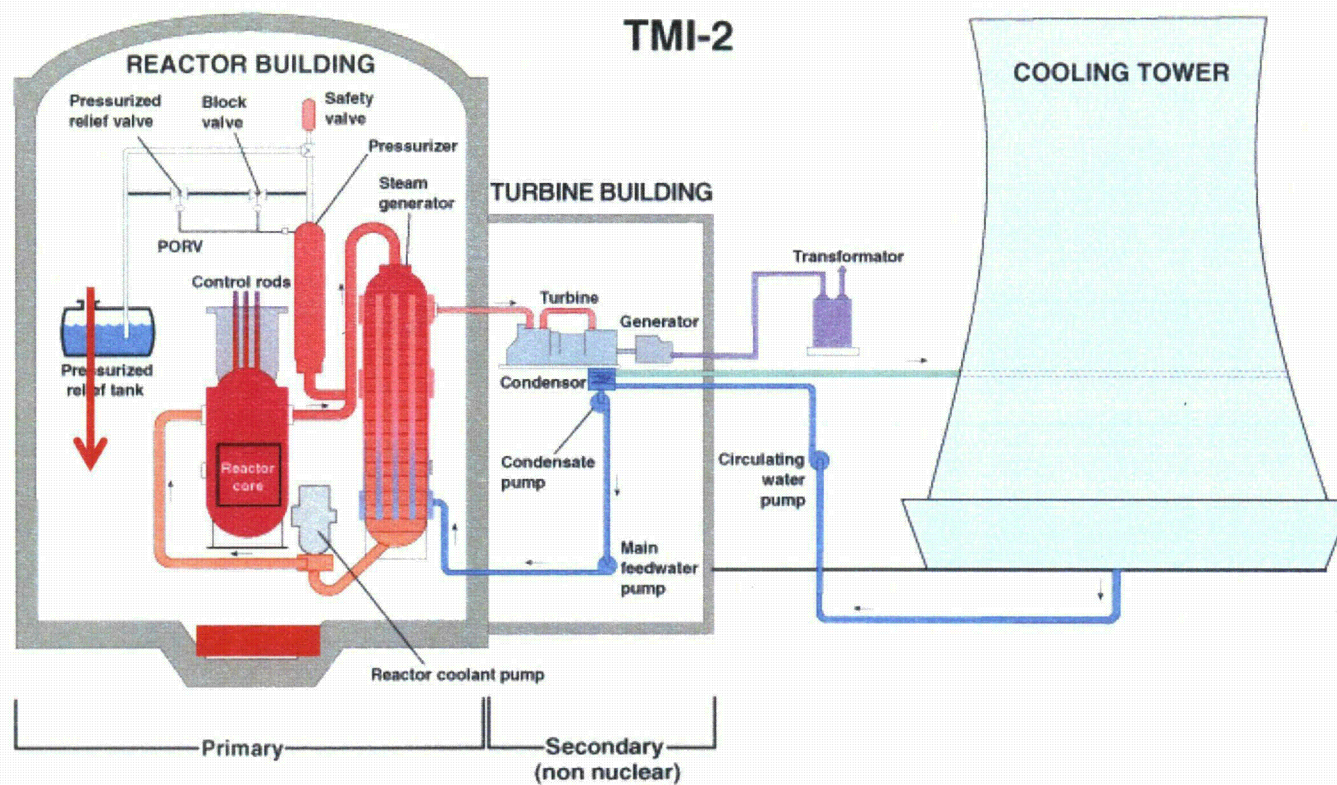 TMI-2
REACTOR BUILDING
COOLING TOWER
Pressurized
relief valve
Block
valve
Safety
valve
Pressurizer
Steam
generator
TURBINE BUILDING
PORV
Control rods
Transformator
Turbine
Generator
Pressurized
relief tank
Condensor
Reactor
core
Condensate
pump
Circulating
water
pump
Main
feedwater
pump
Reactor coolant pump
Primary
Secondary
(non nuclear)